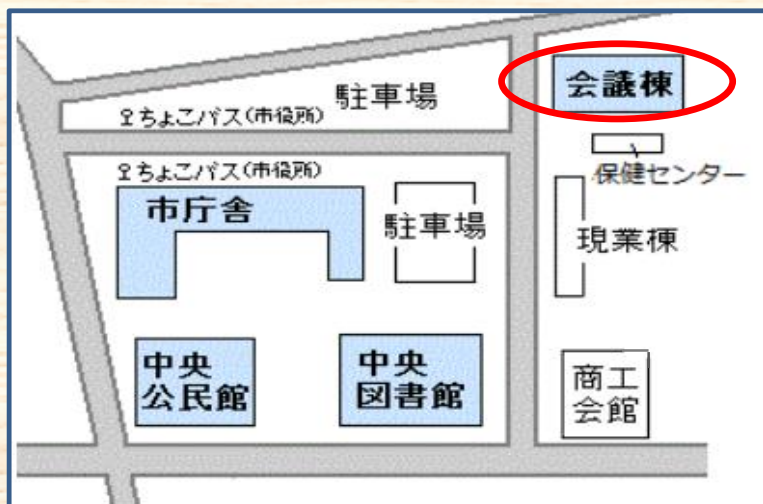 会議棟
駐車場
ちょこバス(市役所)
保健センター
ちょこバス(市役所)
市庁舎
駐車場
現業棟
中央
公民館
中央
図書館
商工
会館